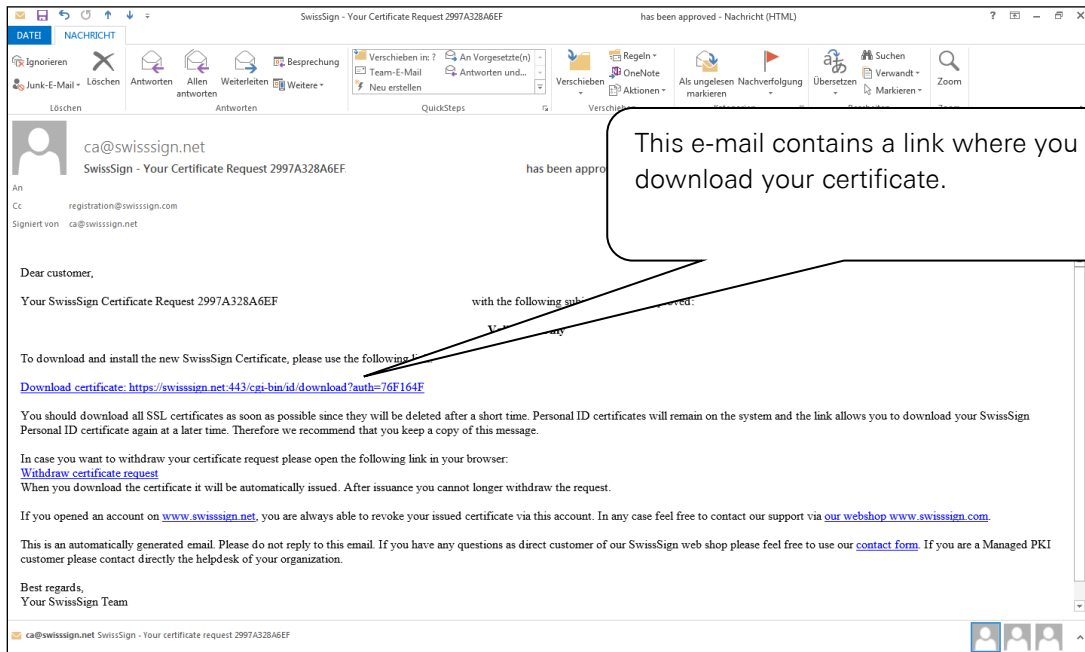 SwissSign - Your Certificate Request 2997A328A6EF has been approved - Nachricht (HTML)
DATEI NACHRICHT
Ignorieren
Junk-E-Mail
Löschen
Antworten
Allen antworten
Weiterleiten
Besprechung
Weitere
Verschieben in: ?
Team-E-Mail
Neu erstellen
An Vorgesetzte(n)
Antworten und...
Verschieben
Regeln
OneNote
Aktionen
Als ungelesen markieren
Nachverfolgung
Übersetzen
Suchen
Verwandt
Markieren
Zoom
Löschen Antworten QuickSteps
This e-mail contains a link where you
download your certificate.
ca@swisssign.net
SwissSign - Your Certificate Request 2997A328A6EF has been
An
Cc registration@swisssign.com
Signiert von ca@swisssign.net
Dear customer,
Your SwissSign Certificate Request 2997A328A6EF with the following
To download and install the new SwissSign Certificate, please use the following
Download certificate: https://swisssign.net:443/cgi-bin/id/download?auth=76F164F
You should download all SSL certificates as soon as possible since they will be deleted after a short time. Personal ID certificates will remain on the system and the link allows you to download your SwissSign
Personal ID certificate again at a later time. Therefore we recommend that you keep a copy of this message.
In case you want to withdraw your certificate request please open the following link in your browser:
Withdraw certificate request
When you download the certificate it will be automatically issued. After issuance you cannot longer withdraw the request.
If you opened an account on www.swisssign.net, you are always able to revoke your issued certificate via this account. In any case feel free to contact our support via our webshop www.swisssign.com.
This is an automatically generated email. Please do not reply to this email. If you have any questions as direct customer of our SwissSign web shop please feel free to use our contact form. If you are a Managed PKI
customer please contact directly the helpdesk of your organization.
Best regards,
Your SwissSign Team
ca@swisssign.net SwissSign - Your certificate request 2997A328A6EF